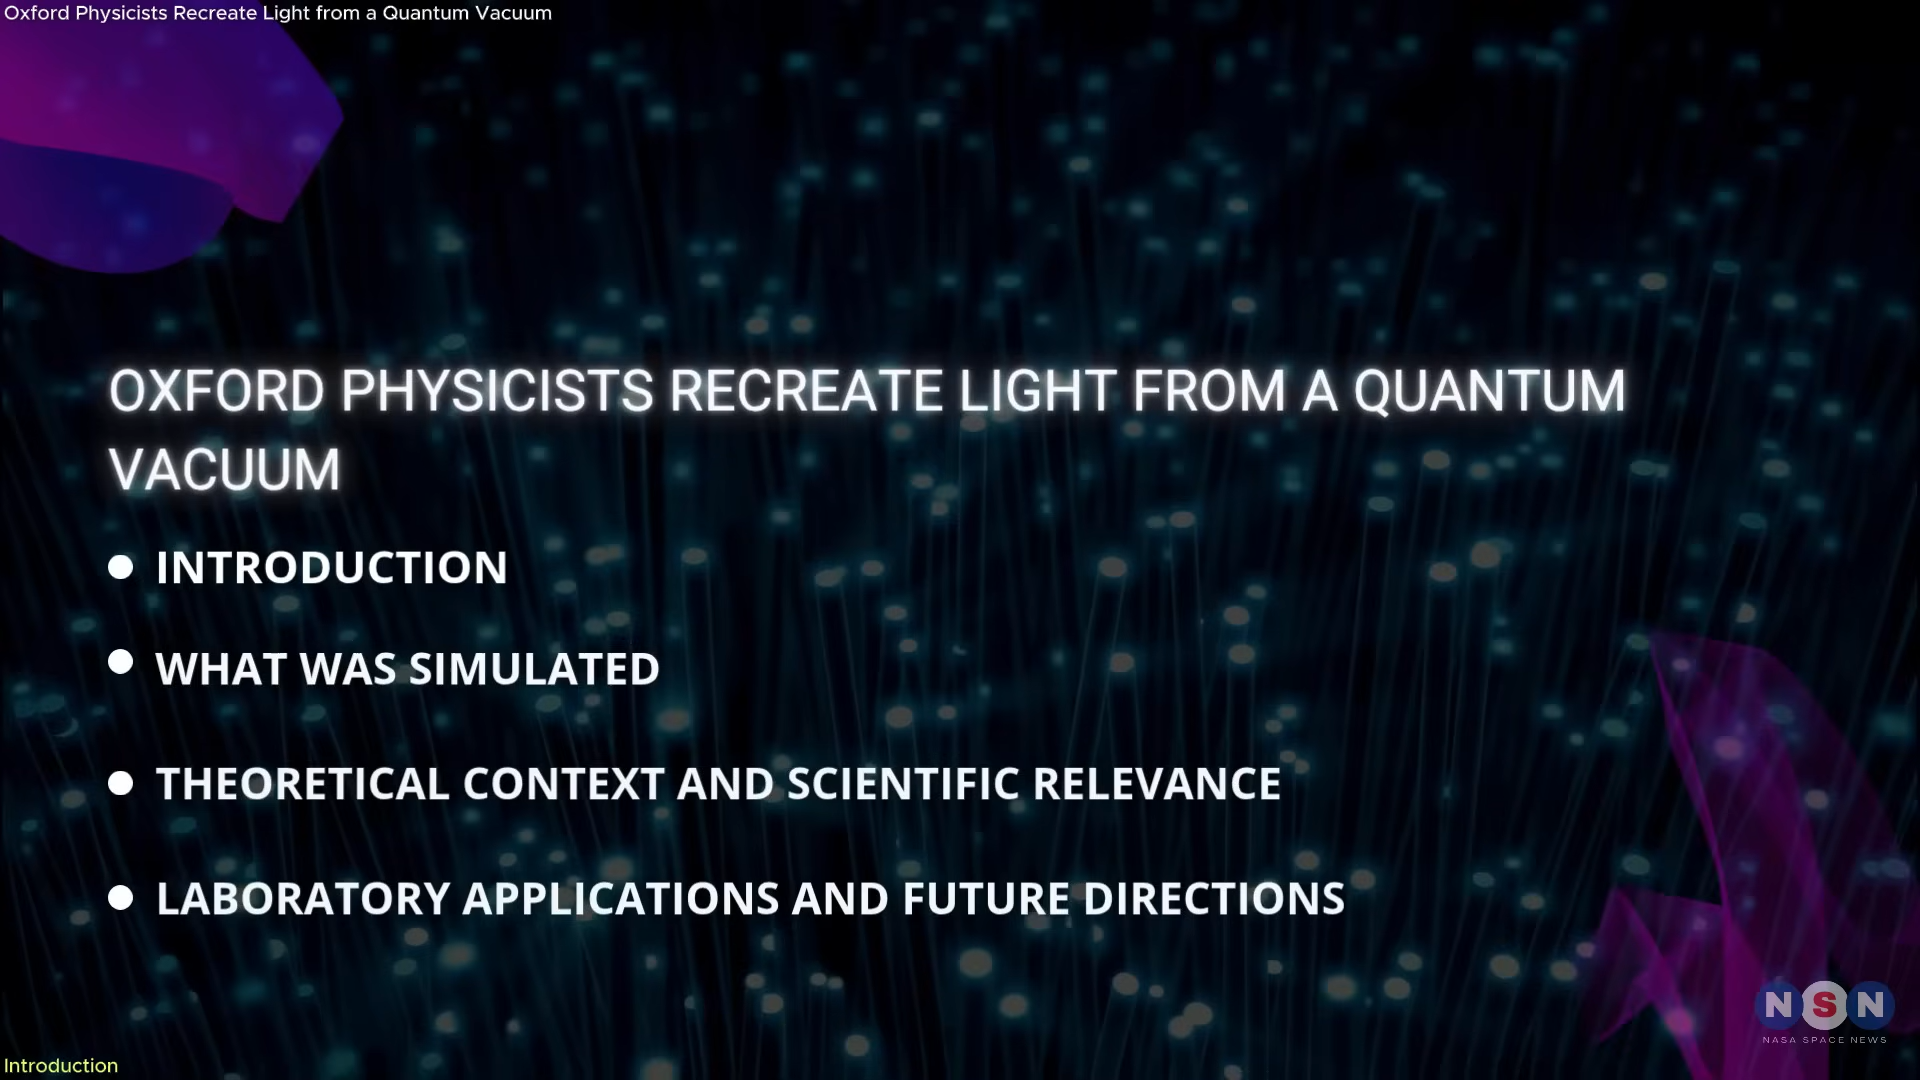 Oxford Physicists Recreate Light from a Quantum Vacuum
OXFORD PHYSICISTS RECREATE LIGHT FROM A QUANTUM
VACUUM
INTRODUCTION
WHAT WAS SIMULATED
THEORETICAL CONTEXT AND SCIENTIFIC RELEVANCE
LABORATORY APPLICATIONS AND FUTURE DIRECTIONS
NSN
NASA SPACE NEWS
Introduction